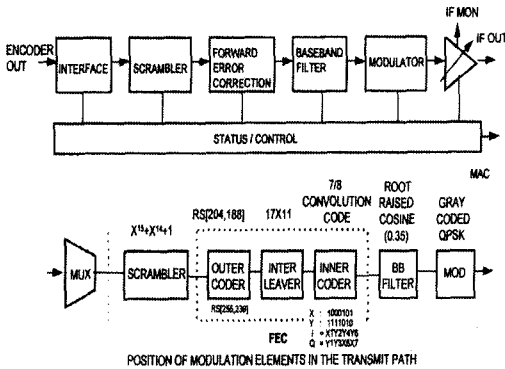 IF MON
IF OUT
ENCODER
OUT
INTERFACE
SCRAMBLER
FORWARD
ERROR
CORRECTION
BASEBAND
FILTER
MODULATOR
STATUS / CONTROL
MAC
7/8
CONVOLUTION
CODE
ROOT
RAISED
COSINE
(0.35)
GRAY
CODED
QPSK
X15+X14+1
RS[204,188]
17X11
MUX
SCRAMBLER
OUTER
CODER
INTER
LEAVER
INNER
CODER
BB
FILTER
MOD
RS[255,239]
FEC
X : 1000101
Y : 1111010
I = X1Y2Y4Y6
Q = Y1Y3X5X7
POSITION OF MODULATION ELEMENTS IN THE TRANSMIT PATH